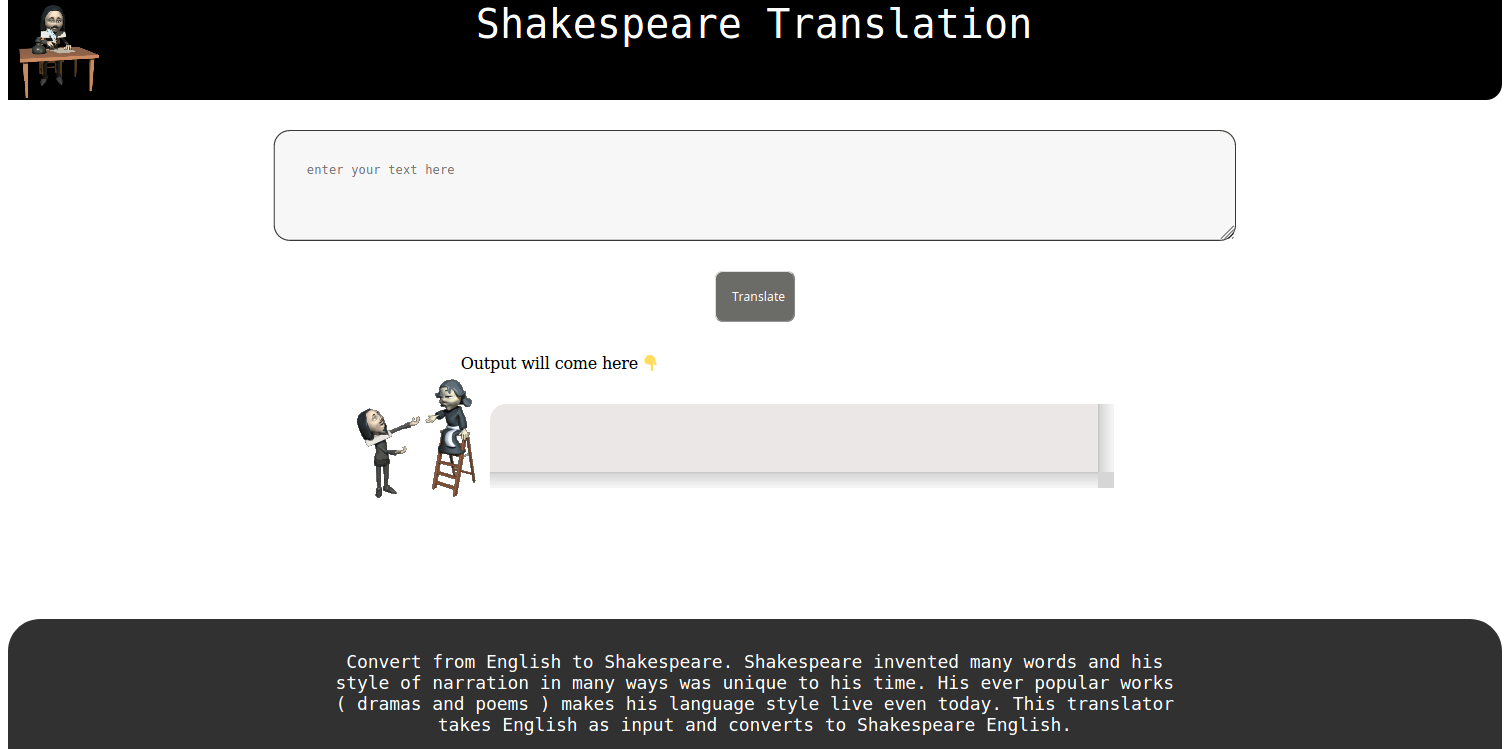 Shakespeare Translation
enter your text here
Translate
Output will come here 👇
Convert from English to Shakespeare. Shakespeare invented many words and his
style of narration in many ways was unique to his time. His ever popular works
( dramas and poems ) makes his language style live even today. This translator
takes English as input and converts to Shakespeare English.